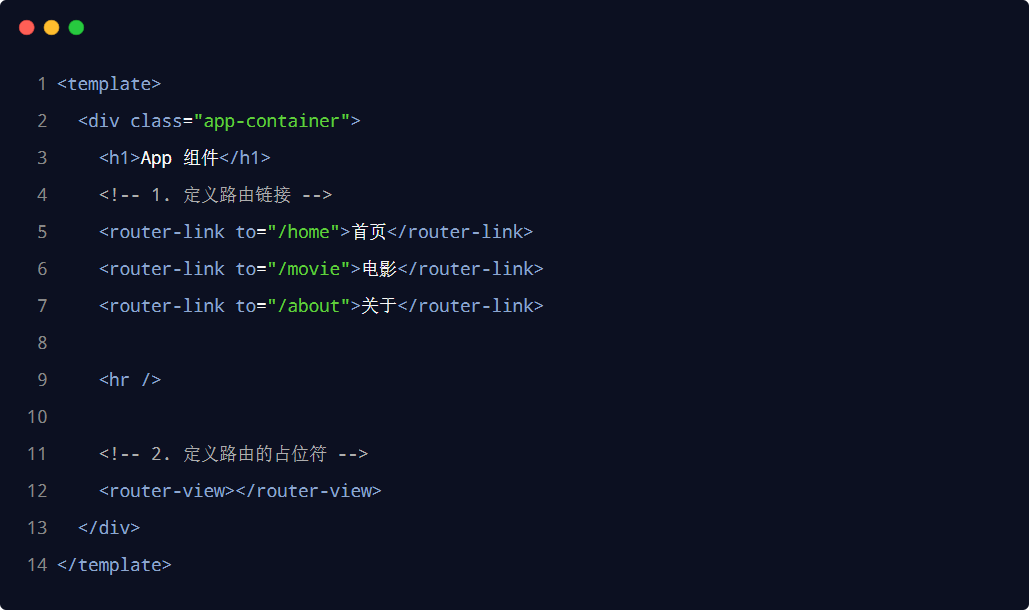 1 <template>
2   <div class="app-container">
3     <h1>App 组件</h1>
4     <!-- 1. 定义路由链接 -->
5     <router-link to="/home">首页</router-link>
6     <router-link to="/movie">电影</router-link>
7     <router-link to="/about">关于</router-link>
8
9     <hr />
10
11     <!-- 2. 定义路由的占位符 -->
12     <router-view></router-view>
13   </div>
14 </template>